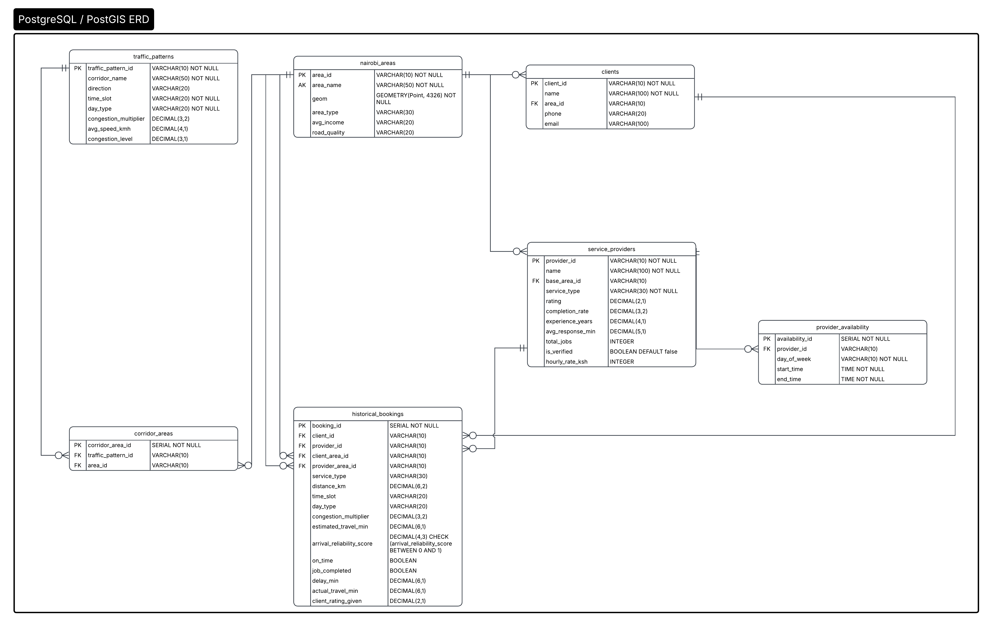 PostgreSQL / PostGIS ERD
traffic_patterns
PK traffic_pattern_id VARCHAR(10) NOT NULL
corridor_name VARCHAR(50) NOT NULL
direction VARCHAR(20)
time_slot VARCHAR(20) NOT NULL
day_type VARCHAR(20) NOT NULL
congestion_multiplier DECIMAL(3,2)
avg_speed_kmh DECIMAL(4,1)
congestion_level DECIMAL(3,1)
nairobi_areas
PK area_id VARCHAR(10) NOT NULL
AK area_name VARCHAR(50) NOT NULL
geom GEOMETRY(Point, 4326) NOT
NULL
area_type VARCHAR(30)
avg_income VARCHAR(20)
road_quality VARCHAR(20)
clients
PK client_id VARCHAR(10) NOT NULL
name VARCHAR(100) NOT NULL
FK area_id VARCHAR(10)
phone VARCHAR(20)
email VARCHAR(100)
service_providers
PK provider_id VARCHAR(10) NOT NULL
name VARCHAR(100) NOT NULL
FK base_area_id VARCHAR(10)
service_type VARCHAR(30) NOT NULL
rating DECIMAL(2,1)
completion_rate DECIMAL(3,2)
experience_years DECIMAL(4,1)
avg_response_min DECIMAL(5,1)
total_jobs INTEGER
is_verified BOOLEAN DEFAULT false
hourly_rate_ksh INTEGER
provider_availability
PK availability_id SERIAL NOT NULL
FK provider_id VARCHAR(10)
day_of_week VARCHAR(10) NOT NULL
start_time TIME NOT NULL
end_time TIME NOT NULL
corridor_areas
PK corridor_area_id SERIAL NOT NULL
FK traffic_pattern_id VARCHAR(10)
FK area_id VARCHAR(10)
historical_bookings
PK booking_id SERIAL NOT NULL
FK client_id VARCHAR(10)
FK provider_id VARCHAR(10)
FK client_area_id VARCHAR(10)
FK provider_area_id VARCHAR(10)
service_type VARCHAR(30)
distance_km DECIMAL(6,2)
time_slot VARCHAR(20)
day_type VARCHAR(20)
congestion_multiplier DECIMAL(3,2)
estimated_travel_min DECIMAL(6,1)
arrival_reliability_score DECIMAL(4,3) CHECK
(arrival_reliability_score
BETWEEN 0 AND 1)
on_time BOOLEAN
job_completed BOOLEAN
delay_min DECIMAL(6,1)
actual_travel_min DECIMAL(6,1)
client_rating_given DECIMAL(2,1)